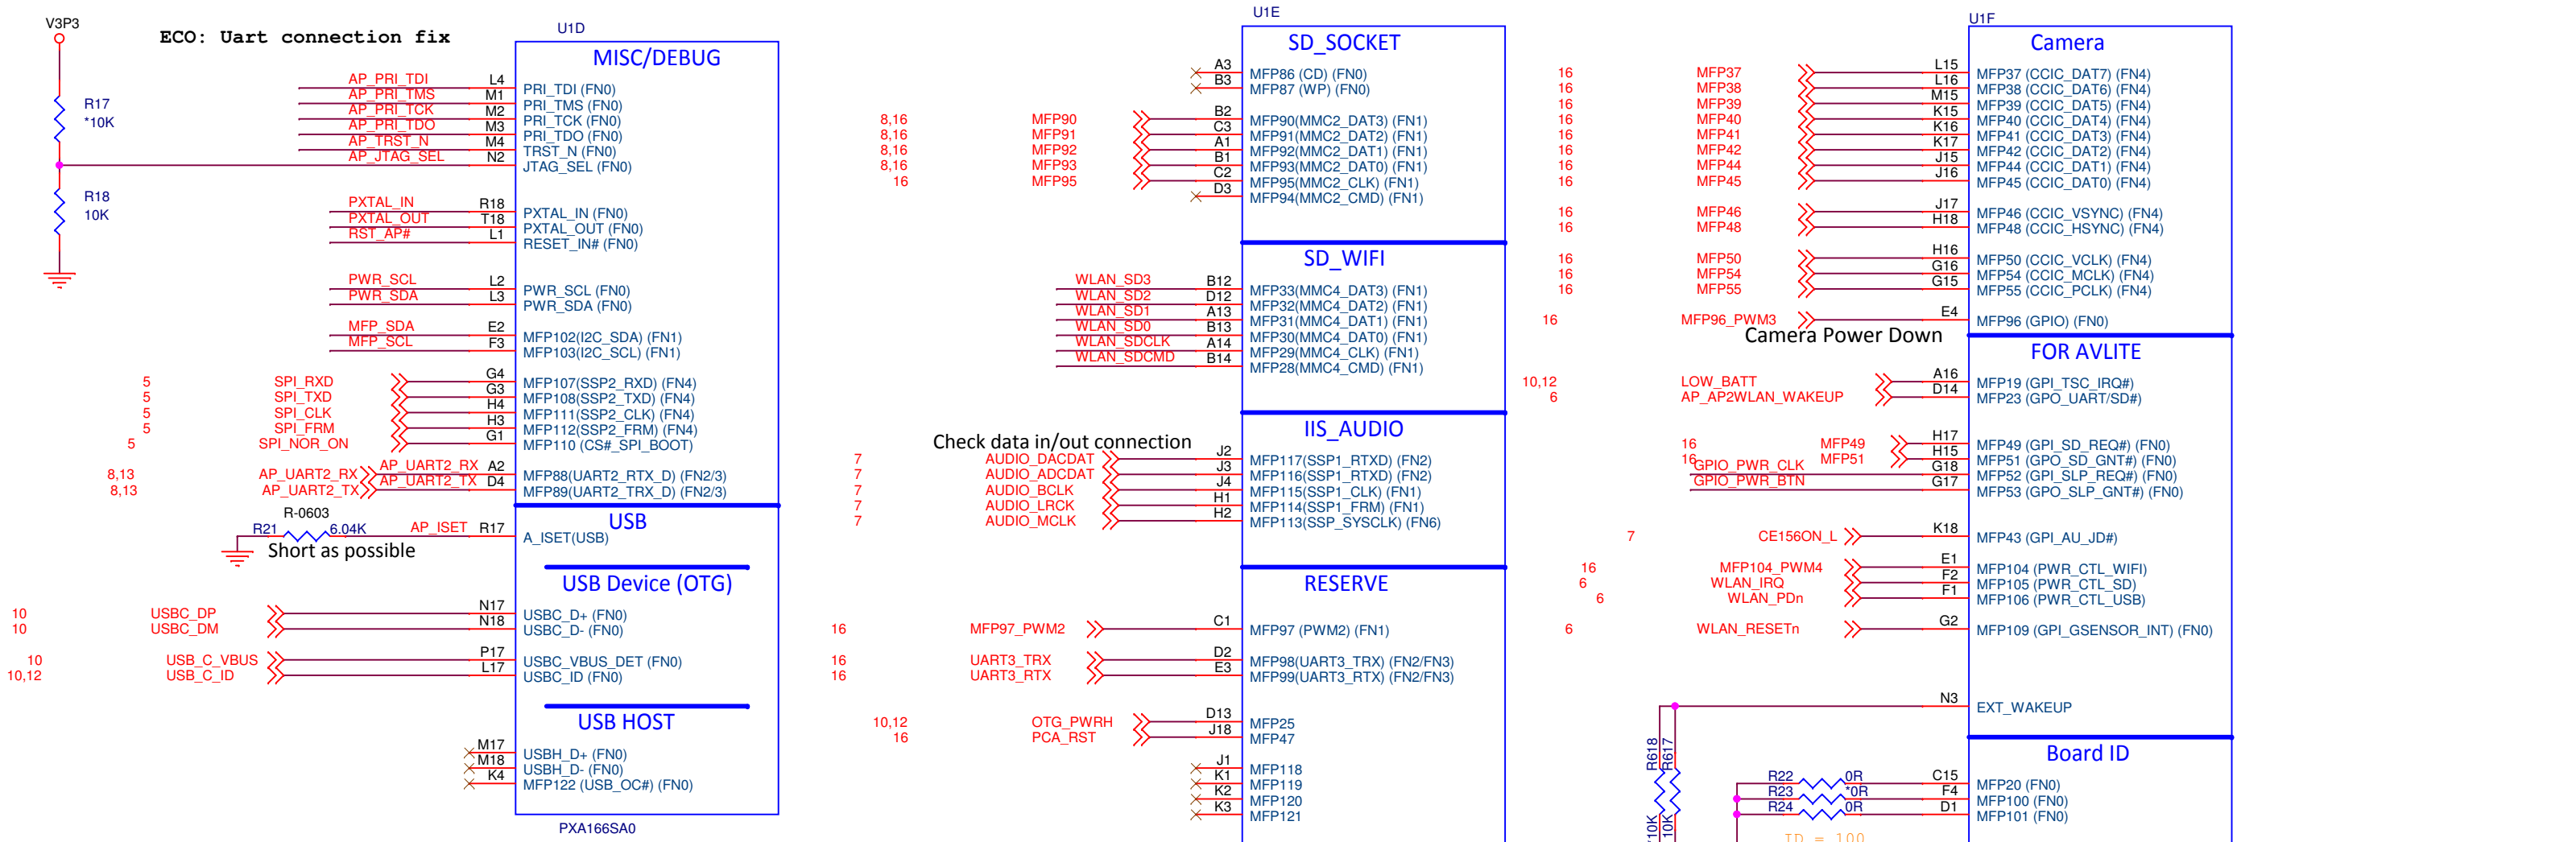 V3P3
ECO: Uart connection fix
R17
*10K
R18
10K
U1D
MISC/DEBUG
AP_PRI_TDI L4 PRI_TDI (FN0)
AP_PRI_TMS M1 PRI_TMS (FN0)
AP_PRI_TCK M2 PRI_TCK (FN0)
AP_PRI_TDO M3 PRI_TDO (FN0)
AP_TRST_N M4 TRST_N (FN0)
AP_JTAG_SEL N2 JTAG_SEL (FN0)
PXTAL_IN R18 PXTAL_IN (FN0)
PXTAL_OUT T18 PXTAL_OUT (FN0)
RST_AP# L1 RESET_IN# (FN0)
PWR_SCL L2 PWR_SCL (FN0)
PWR_SDA L3 PWR_SDA (FN0)
MFP_SDA E2 MFP102(I2C_SDA) (FN1)
MFP_SCL F3 MFP103(I2C_SCL) (FN1)
5 SPI_RXD G4 MFP107(SSP2_RXD) (FN4)
5 SPI_TXD G3 MFP108(SSP2_TXD) (FN4)
5 SPI_CLK H4 MFP111(SSP2_CLK) (FN4)
5 SPI_FRM H3 MFP112(SSP2_FRM) (FN4)
5 SPI_NOR_ON G1 MFP110 (CS#_SPI_BOOT)
8,13 AP_UART2_RX AP_UART2_RX A2 MFP88(UART2_RTX_D) (FN2/3)
8,13 AP_UART2_TX AP_UART2_TX D4 MFP89(UART2_TRX_D) (FN2/3)
R-0603
USB
R21 6.04K AP_ISET R17 A_ISET(USB)
Short as possible
USB Device (OTG)
10 USBC_DP N17 USBC_D+ (FN0)
10 USBC_DM N18 USBC_D- (FN0)
10 USB_C_VBUS P17 USBC_VBUS_DET (FN0)
10,12 USB_C_ID L17 USBC_ID (FN0)
USB HOST
M17 USBH_D+ (FN0)
M18 USBH_D- (FN0)
K4 MFP122 (USB_OC#) (FN0)
PXA166SA0
U1E
SD_SOCKET
A3 MFP86 (CD) (FN0)
B3 MFP87 (WP) (FN0)
8,16 MFP90 B2 MFP90(MMC2_DAT3) (FN1)
8,16 MFP91 C3 MFP91(MMC2_DAT2) (FN1)
8,16 MFP92 A1 MFP92(MMC2_DAT1) (FN1)
8,16 MFP93 B1 MFP93(MMC2_DAT0) (FN1)
16 MFP95 C2 MFP95(MMC2_CLK) (FN1)
D3 MFP94(MMC2_CMD) (FN1)
SD_WIFI
WLAN_SD3 B12 MFP33(MMC4_DAT3) (FN1)
WLAN_SD2 D12 MFP32(MMC4_DAT2) (FN1)
WLAN_SD1 A13 MFP31(MMC4_DAT1) (FN1)
WLAN_SD0 B13 MFP30(MMC4_DAT0) (FN1)
WLAN_SDCLK A14 MFP29(MMC4_CLK) (FN1)
WLAN_SDCMD B14 MFP28(MMC4_CMD) (FN1)
IIS_AUDIO
Check data in/out connection
7 AUDIO_DACDAT J2 MFP117(SSP1_RTXD) (FN2)
7 AUDIO_ADCDAT J3 MFP116(SSP1_RTXD) (FN2)
7 AUDIO_BCLK J4 MFP115(SSP1_CLK) (FN1)
7 AUDIO_LRCK H1 MFP114(SSP1_FRM) (FN1)
7 AUDIO_MCLK H2 MFP113(SSP_SYSCLK) (FN6)
RESERVE
16 MFP97_PWM2 C1 MFP97 (PWM2) (FN1)
16 UART3_TRX D2 MFP98(UART3_TRX) (FN2/FN3)
16 UART3_RTX E3 MFP99(UART3_RTX) (FN2/FN3)
10,12 OTG_PWRH D13 MFP25
16 PCA_RST J18 MFP47
J1 MFP118
K1 MFP119
K2 MFP120
K3 MFP121
U1F
Camera
16 MFP37 L15 MFP37 (CCIC_DAT7) (FN4)
16 MFP38 L16 MFP38 (CCIC_DAT6) (FN4)
16 MFP39 M15 MFP39 (CCIC_DAT5) (FN4)
16 MFP40 K15 MFP40 (CCIC_DAT4) (FN4)
16 MFP41 K16 MFP41 (CCIC_DAT3) (FN4)
16 MFP42 K17 MFP42 (CCIC_DAT2) (FN4)
16 MFP44 J15 MFP44 (CCIC_DAT1) (FN4)
16 MFP45 J16 MFP45 (CCIC_DAT0) (FN4)
16 MFP46 J17 MFP46 (CCIC_VSYNC) (FN4)
16 MFP48 H18 MFP48 (CCIC_HSYNC) (FN4)
16 MFP50 H16 MFP50 (CCIC_VCLK) (FN4)
16 MFP54 G16 MFP54 (CCIC_MCLK) (FN4)
16 MFP55 G15 MFP55 (CCIC_PCLK) (FN4)
16 MFP96_PWM3 E4 MFP96 (GPIO) (FN0)
Camera Power Down
FOR AVLITE
10,12 LOW_BATT A16 MFP19 (GPI_TSC_IRQ#)
6 AP_AP2WLAN_WAKEUP D14 MFP23 (GPO_UART/SD#)
16 MFP49 H17 MFP49 (GPI_SD_REQ#) (FN0)
16 MFP51 H15 MFP51 (GPO_SD_GNT#) (FN0)
GPIO_PWR_CLK G18 MFP52 (GPI_SLP_REQ#) (FN0)
GPIO_PWR_BTN G17 MFP53 (GPO_SLP_GNT#) (FN0)
7 CE156ON_L K18 MFP43 (GPI_AU_JD#)
16 MFP104_PWM4 E1 MFP104 (PWR_CTL_WIFI)
6 WLAN_IRQ F2 MFP105 (PWR_CTL_SD)
6 WLAN_PDn F1 MFP106 (PWR_CTL_USB)
6 WLAN_RESETn G2 MFP109 (GPI_GSENSOR_INT) (FN0)
N3 EXT_WAKEUP
R618
R617
*10K
10K
Board ID
R22 0R C15 MFP20 (FN0)
R23 *0R F4 MFP100 (FN0)
R24 0R D1 MFP101 (FN0)
ID = 100